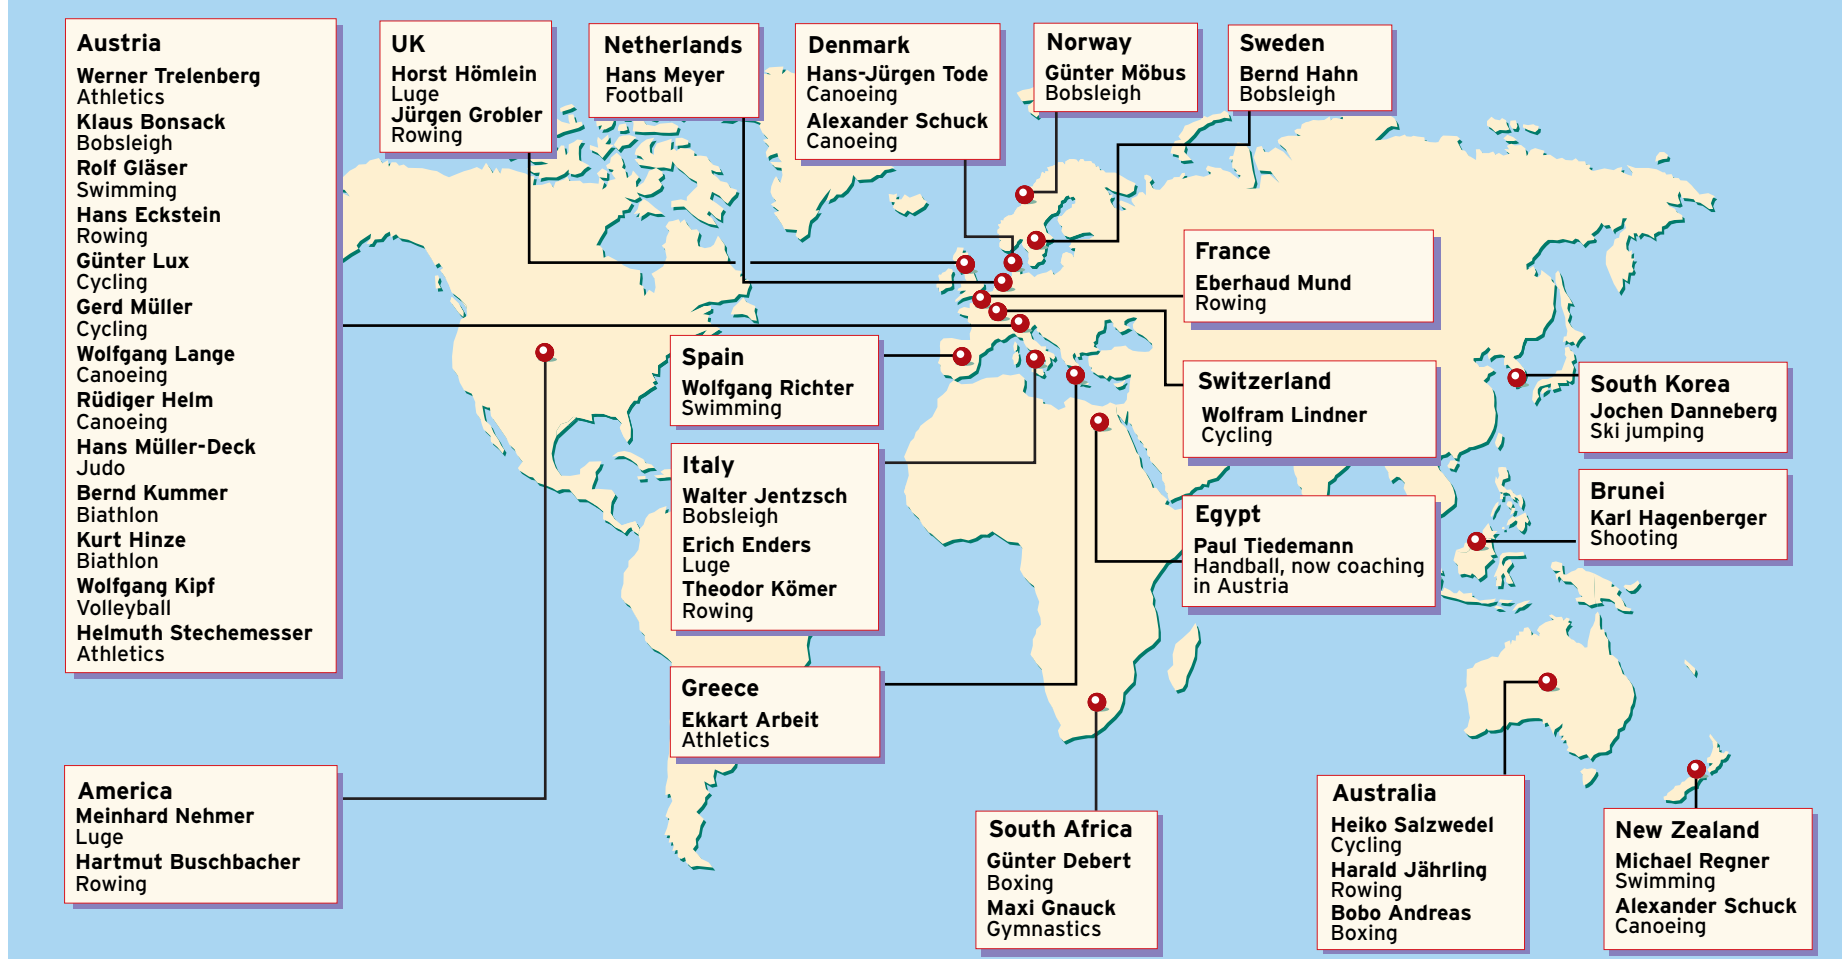 Austria
Werner Trelenberg
Athletics
Klaus Bonsack
Bobsleigh
Rolf Gläser
Swimming
Hans Eckstein
Rowing
Günter Lux
Cycling
Gerd Müller
Cycling
Wolfgang Lange
Canoeing
Rüdiger Helm
Canoeing
Hans Müller-Deck
Judo
Bernd Kummer
Biathlon
Kurt Hinze
Biathlon
Wolfgang Kipf
Volleyball
Helmuth Stechemesser
Athletics
UK
Horst Hömlein
Luge
Jürgen Grobler
Rowing
Netherlands
Hans Meyer
Football
Denmark
Hans-Jürgen Tode
Canoeing
Alexander Schuck
Canoeing
Norway
Günter Möbus
Bobsleigh
Sweden
Bernd Hahn
Bobsleigh
France
Eberhaud Mund
Rowing
Spain
Wolfgang Richter
Swimming
Switzerland
Wolfram Lindner
Cycling
South Korea
Jochen Danneberg
Ski jumping
Italy
Walter Jentzsch
Bobsleigh
Erich Enders
Luge
Theodor Kömer
Rowing
Egypt
Paul Tiedemann
Handball, now coaching
in Austria
Brunei
Karl Hagenberger
Shooting
Greece
Ekkart Arbeit
Athletics
America
Meinhard Nehmer
Luge
Hartmut Buschbacher
Rowing
South Africa
Günter Debert
Boxing
Maxi Gnauck
Gymnastics
Australia
Heiko Salzwedel
Cycling
Harald Jährling
Rowing
Bobo Andreas
Boxing
New Zealand
Michael Regner
Swimming
Alexander Schuck
Canoeing